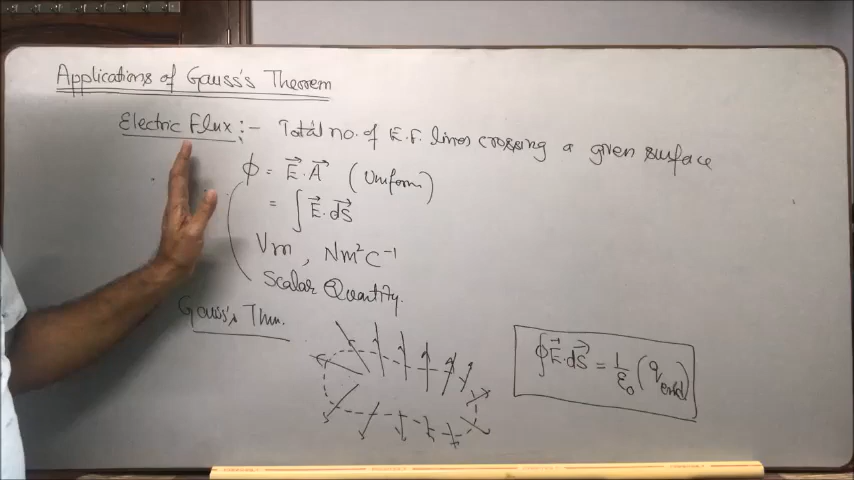 Applications of Gauss's Theorem
Electric Flux :- Total no. of E.F. lines crossing a given surface
ϕ = E⃗ . A⃗ (Uniform)
= ∫ E⃗ . dS⃗
Vm , Nm²C⁻¹
Scalar Quantity.
Gauss's Thm.
∮ E⃗ . dS⃗ = 1/ε₀ (q encd)